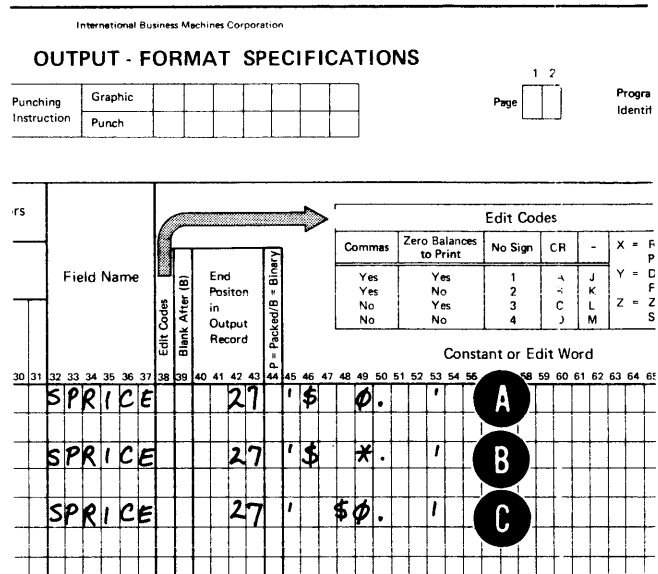 International Business Machines Corporation
OUTPUT - FORMAT SPECIFICATIONS
Punching Instruction
Graphic
Punch
Page
1 2
Progra
Identif
rs
Field Name
Edit Codes
Blank After (B)
End
Positon
in
Output
Record
P = Packed/B = Binary
Edit Codes
Commas Zero Balances to Print No Sign CR - X = 
Yes Yes 1 A J Y = D
Yes No 2 K
No Yes 3 C L Z = Z
No No 4 M S
Constant or Edit Word
30 31 32 33 34 35 36 37 38 39 40 41 42 43 44 45 46 47 48 49 50 51 52 53 54 55 56 58 59 60 61 62 63 64 65
SPRICE 27 '$ 0. ' A
SPRICE 27 '$ *. ' B
SPRICE 27 ' $0. ' C